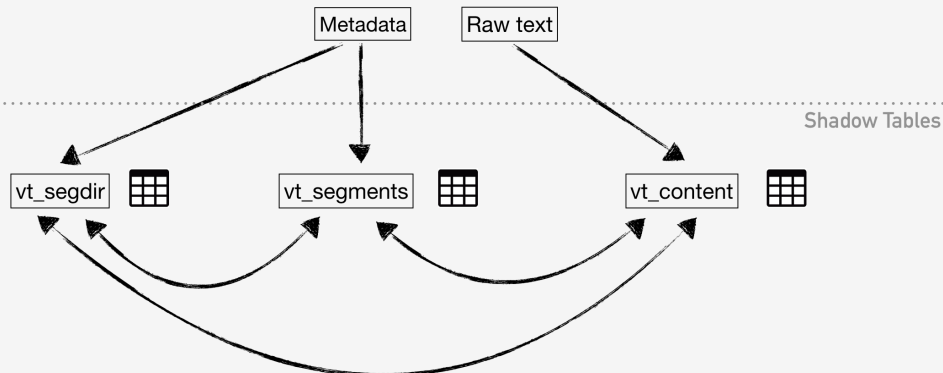 Metadata
Raw text
Shadow Tables
vt_segdir
vt_segments
vt_content